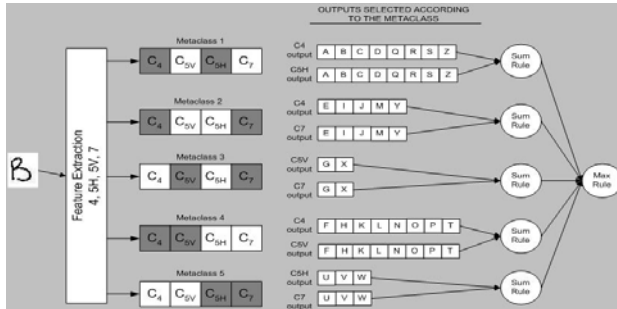 OUTPUTS SELECTED ACCORDING
TO THE METACLASS
Metaclass 1
C4 C5V C5H C7
C4 output A B C D Q R S Z
C5H output A B C D Q R S Z
Sum Rule
Metaclass 2
C4 C5V C5H C7
C4 output E I J M Y
C7 output E I J M Y
Sum Rule
B
Feature Extraction
4, 5H, 5V, 7
Metaclass 3
C4 C5V C5H C7
C5V output G X
C7 output G X
Sum Rule
Max Rule
Metaclass 4
C4 C5V C5H C7
C4 output F H K L N O P T
C5V output F H K L N O P T
Sum Rule
Metaclass 5
C4 C5V C5H C7
C5H output U V W
C7 output U V W
Sum Rule